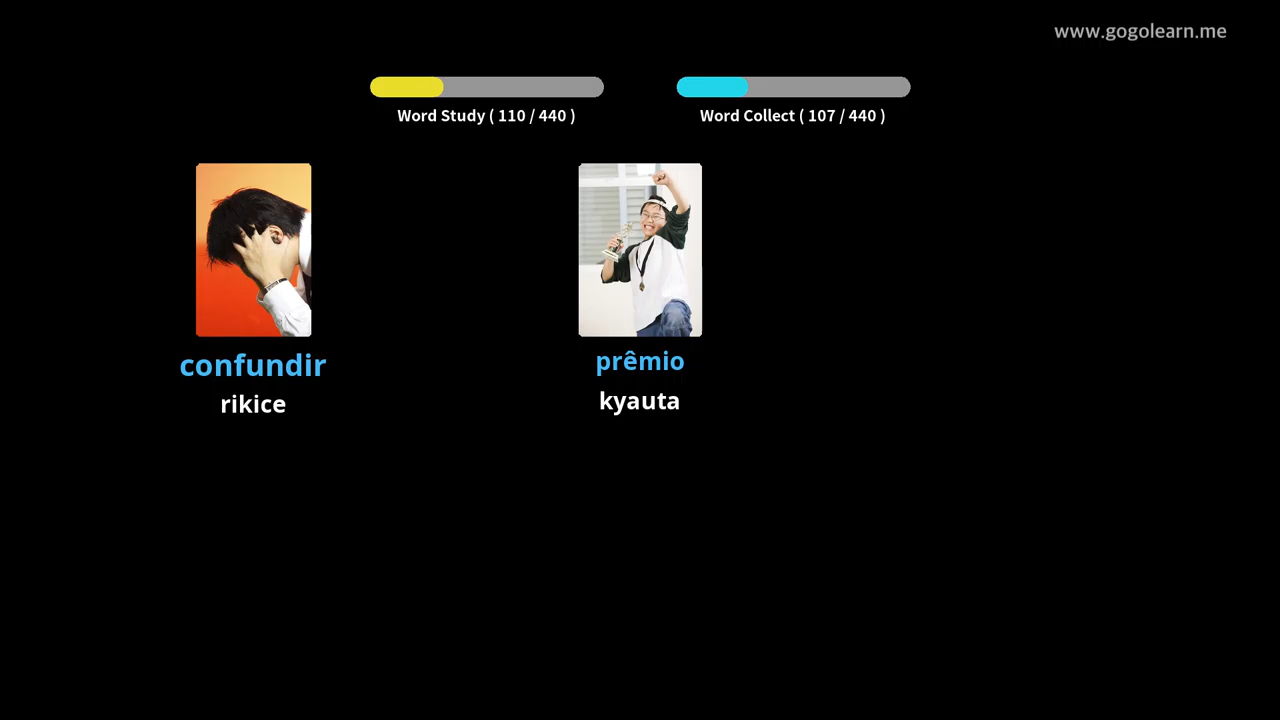 www.gogolearn.me
Word Study ( 110 / 440 )
Word Collect ( 107 / 440 )
confundir
rikice
prêmio
kyauta